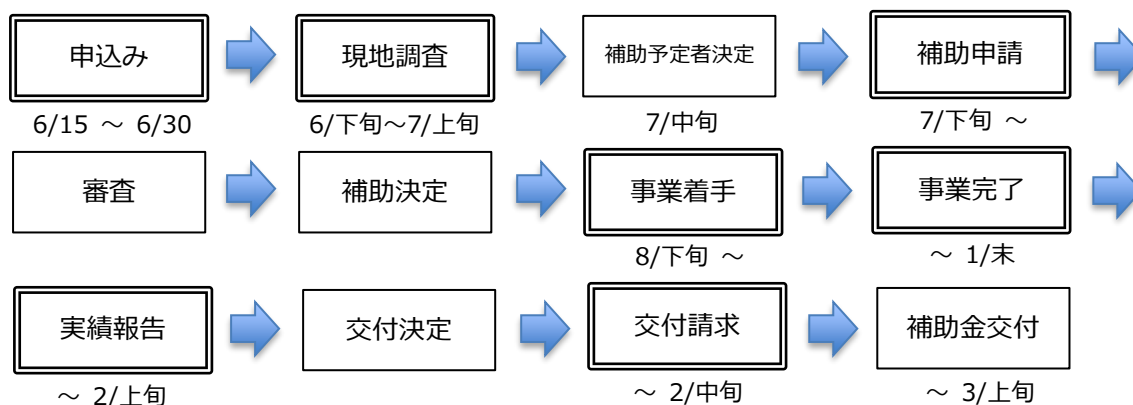 申込み
現地調査
補助予定者決定
補助申請
6/15 ～ 6/30
6/下旬～7/上旬
7/中旬
7/下旬 ～
審査
補助決定
事業着手
事業完了
8/下旬 ～
～ 1/末
実績報告
交付決定
交付請求
補助金交付
～ 2/上旬
～ 2/中旬
～ 3/上旬